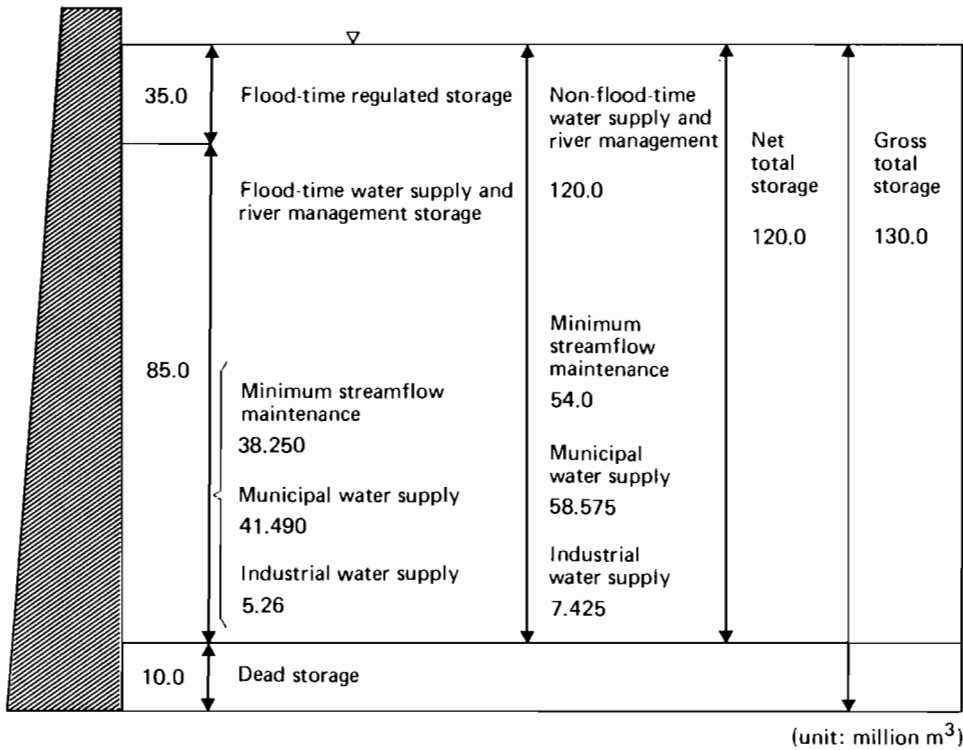 35.0
Flood-time regulated storage
85.0
Flood-time water supply and
river management storage
Minimum streamflow
maintenance
38.250
Municipal water supply
41.490
Industrial water supply
5.26
Non-flood-time
water supply and
river management
120.0
Minimum
streamflow
maintenance
54.0
Municipal
water supply
58.575
Industrial
water supply
7.425
Net
total
storage
120.0
Gross
total
storage
130.0
10.0
Dead storage
(unit: million m³)